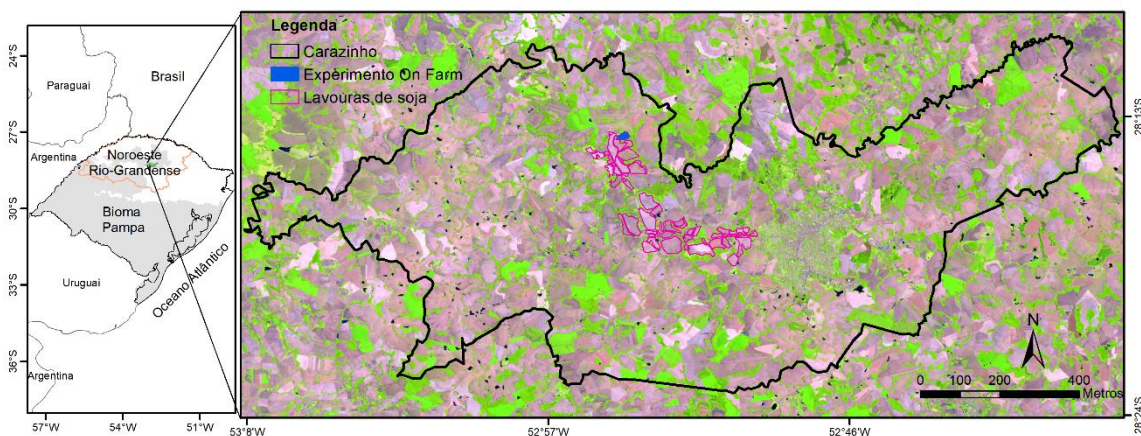 24°S
27°S
30°S
33°S
36°S
Paraguai
Brasil
Argentina
Noroeste
Rio-Grandense
Bioma
Pampa
Uruguai
Oceano Atlântico
Argentina
57°W
54°W
51°W
Legenda
Carazinho
Experimento On Farm
Lavouras de soja
N
0 100 200 400
Metros
28°13'S
28°24'S
53°8'W
52°57'W
52°46'W